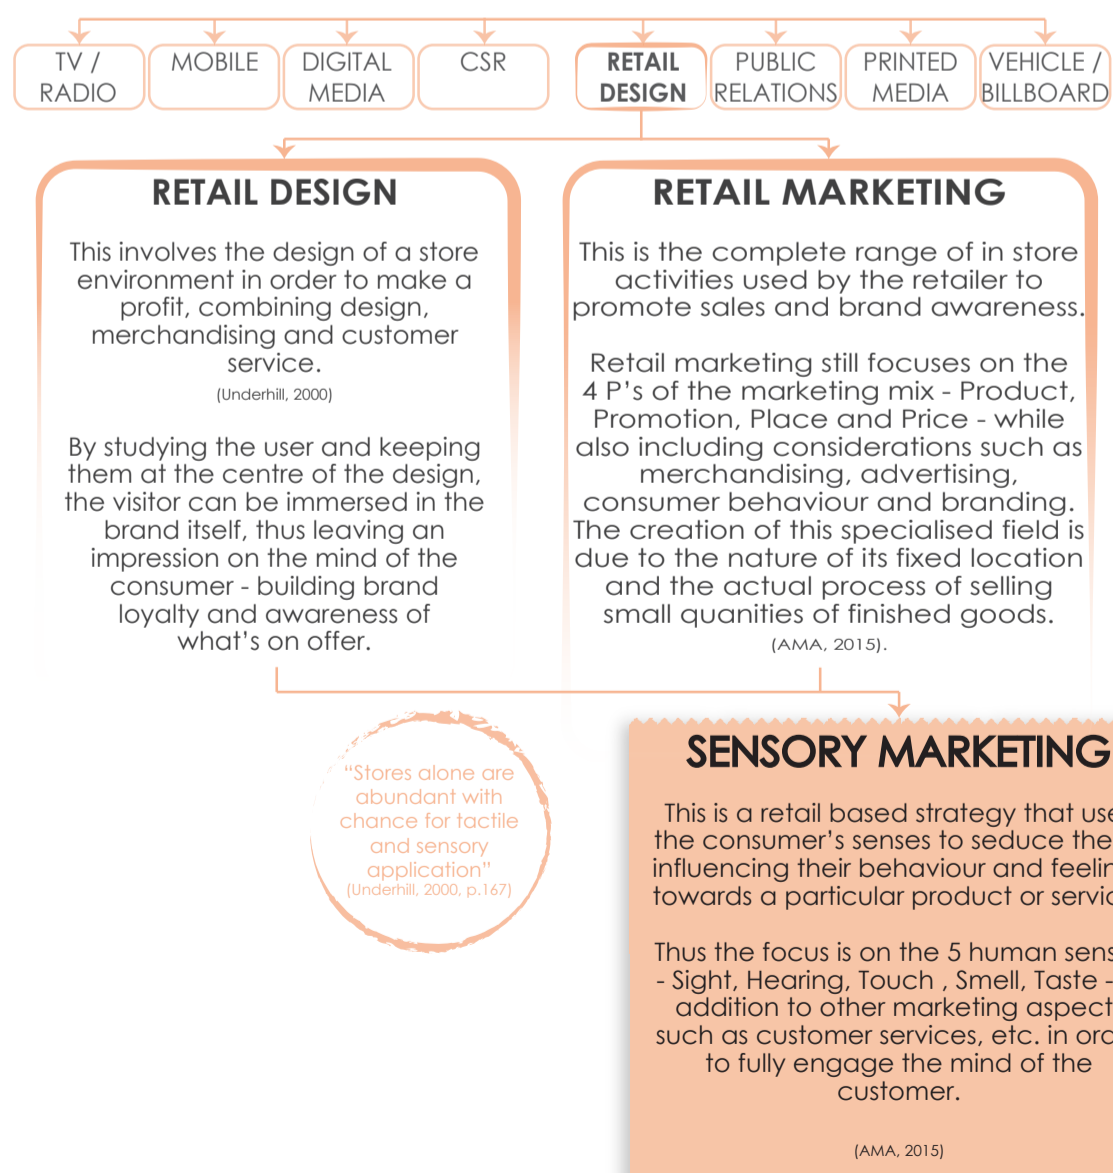 TV /
RADIO
MOBILE
DIGITAL
MEDIA
CSR
RETAIL
DESIGN
PUBLIC
RELATIONS
PRINTED
MEDIA
VEHICLE /
BILLBOARD
RETAIL DESIGN
This involves the design of a store
environment in order to make a
profit, combining design,
merchandising and customer
service.
(Underhill, 2000)
By studying the user and keeping
them at the centre of the design,
the visitor can be immersed in the
brand itself, thus leaving an
impression on the mind of the
consumer - building brand
loyalty and awareness of
what's on offer.
RETAIL MARKETING
This is the complete range of in store
activities used by the retailer to
promote sales and brand awareness.
Retail marketing still focuses on the
4 P's of the marketing mix - Product,
Promotion, Place and Price - while
also including considerations such as
merchandising, advertising,
consumer behaviour and branding.
The creation of this specialised field is
due to the nature of its fixed location
and the actual process of selling
small quanities of finished goods.
(AMA, 2015).
"Stores alone are
abundant with
chance for tactile
and sensory
application"
(Underhill, 2000, p.167)
SENSORY MARKETING
This is a retail based strategy that use
the consumer's senses to seduce the
influencing their behaviour and feelin
towards a particular product or servic
Thus the focus is on the 5 human sens
- Sight, Hearing, Touch , Smell, Taste -
addition to other marketing aspect
such as customer services, etc. in ord
to fully engage the mind of the
customer.
(AMA, 2015)